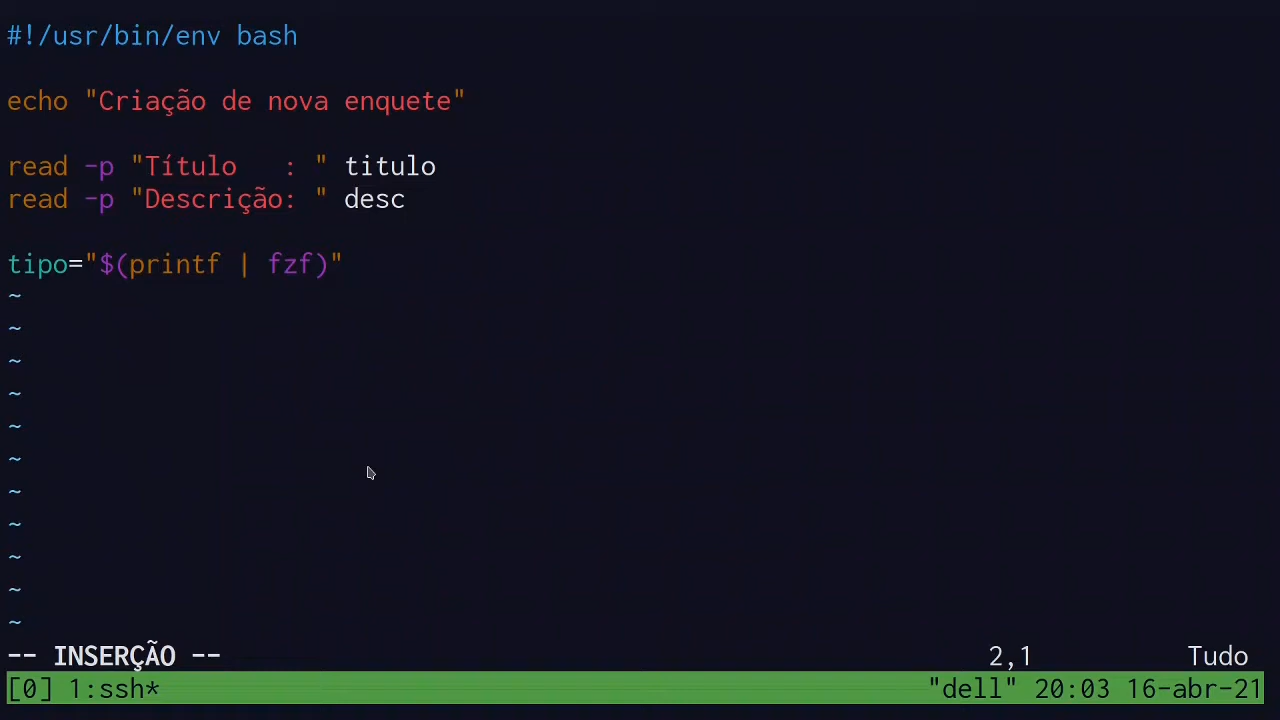 #!/usr/bin/env bash
echo "Criação de nova enquete"
read -p "Título   : " titulo
read -p "Descrição: " desc
tipo="$(printf | fzf)"
~
~
~
~
~
~
~
~
~
~
~
-- INSERÇÃO -- 2,1 Tudo
[0] 1:ssh* "dell" 20:03 16-abr-21